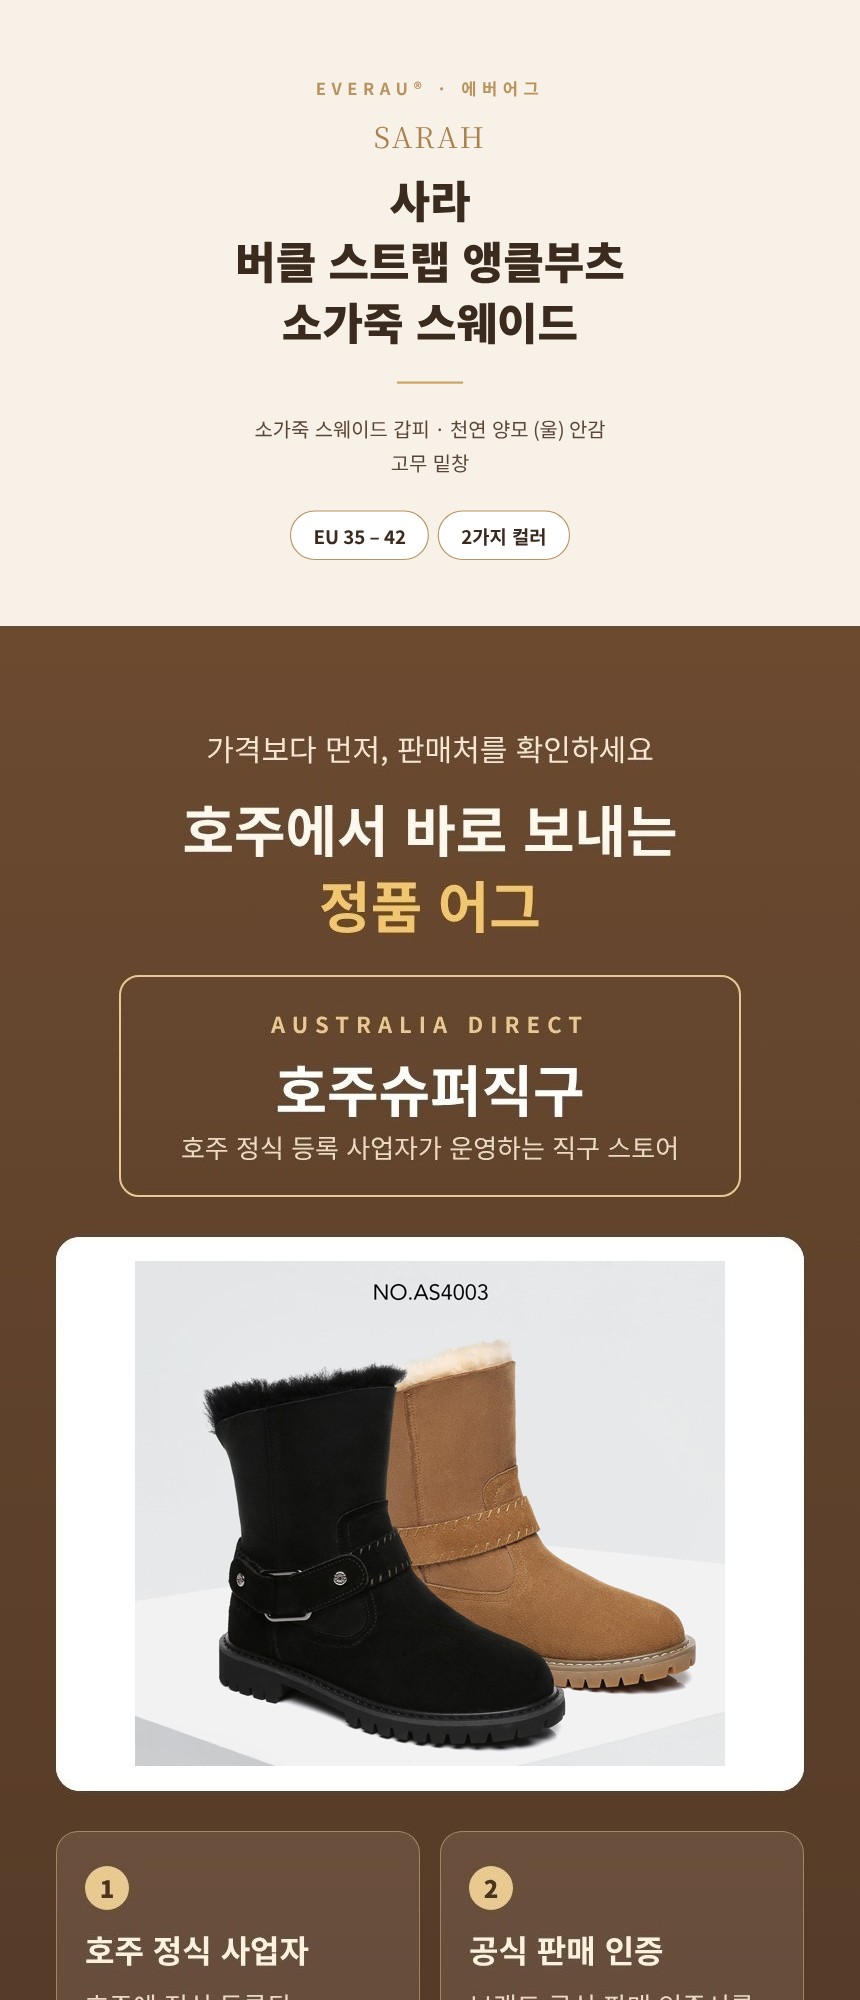 EVERAU® · 에버어그
SARAH
사라
버클 스트랩 앵클부츠
소가죽 스웨이드
소가죽 스웨이드 갑피 · 천연 양모 (울) 안감
고무 밑창
EU 35 – 42
2가지 컬러
가격보다 먼저, 판매처를 확인하세요
호주에서 바로 보내는
정품 어그
AUSTRALIA DIRECT
호주슈퍼직구
호주 정식 등록 사업자가 운영하는 직구 스토어
NO.AS4003
1
호주 정식 사업자
2
공식 판매 인증